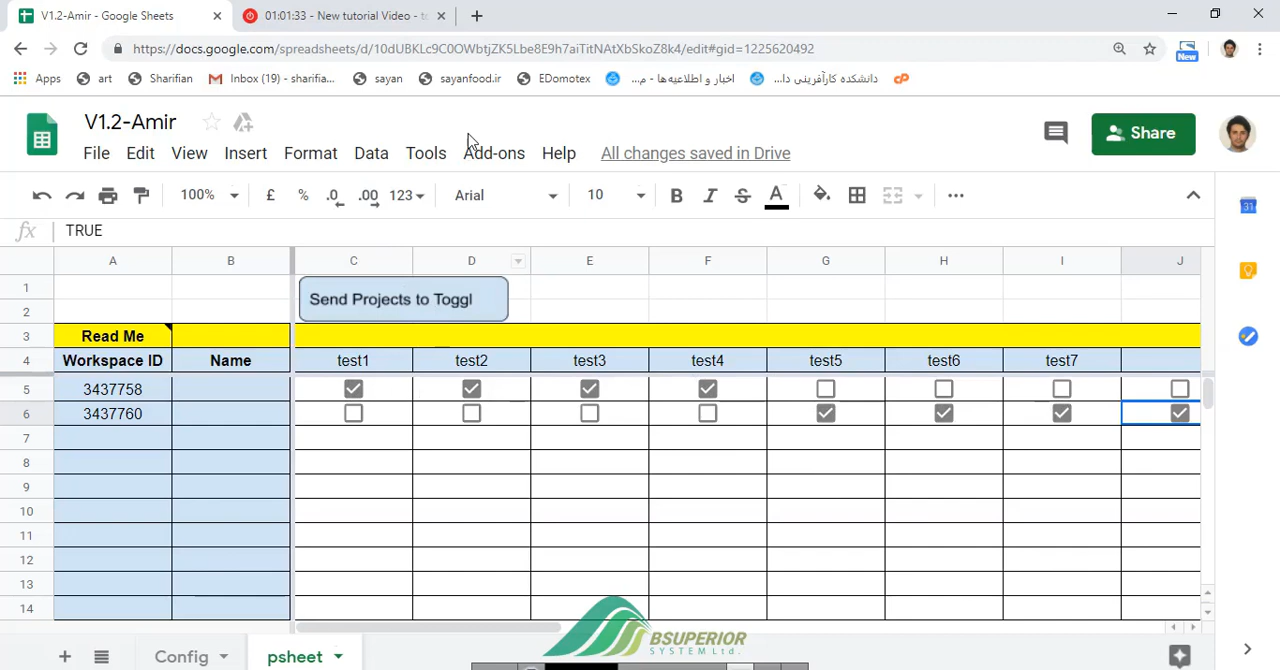 V1.2-Amir - Google Sheets
01:01:33 - New tutorial Video - t
https://docs.google.com/spreadsheets/d/10dUBKLc9C0OWbtjZK5Lbe8E9h7aiTitNAtXbSkoZ8k4/edit#gid=1225620492
New
Apps art Sharifian Inbox (19) - sharifia... sayan sayanfood.ir EDomotex اخبار و اطلاعیه‌ها - م... دانشکده کارآفرینی دا... cP
V1.2-Amir
File Edit View Insert Format Data Tools Add-ons Help All changes saved in Drive
Share
100% £ % .0 .00 123 Arial 10 B I S A
31
fx TRUE
A B C D E F G H I J
1 Send Projects to Toggl
2
3 Read Me
4 Workspace ID Name test1 test2 test3 test4 test5 test6 test7
5 3437758
6 3437760
7
8
9
10
11
12
13
14
BSUPERIOR
SYSTEM Ltd.
Config psheet